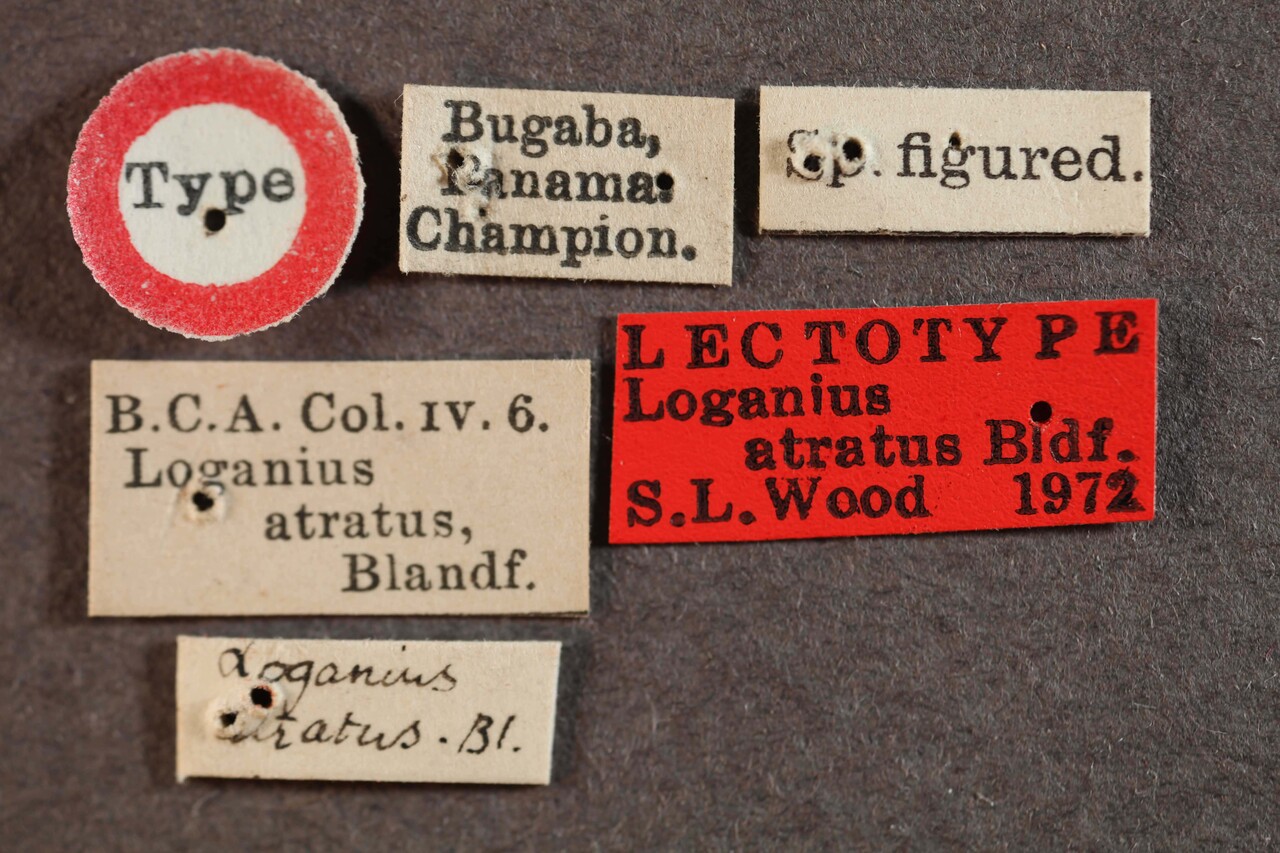 Type
Bugaba,
Panama.
Champion.
Sp. figured.
LECTOTYPE
Loganius
atratus Bldf.
S.L. Wood 1972
B.C.A. Col. IV. 6.
Loganius
atratus,
Blandf.
Loganius
atratus. Bl.